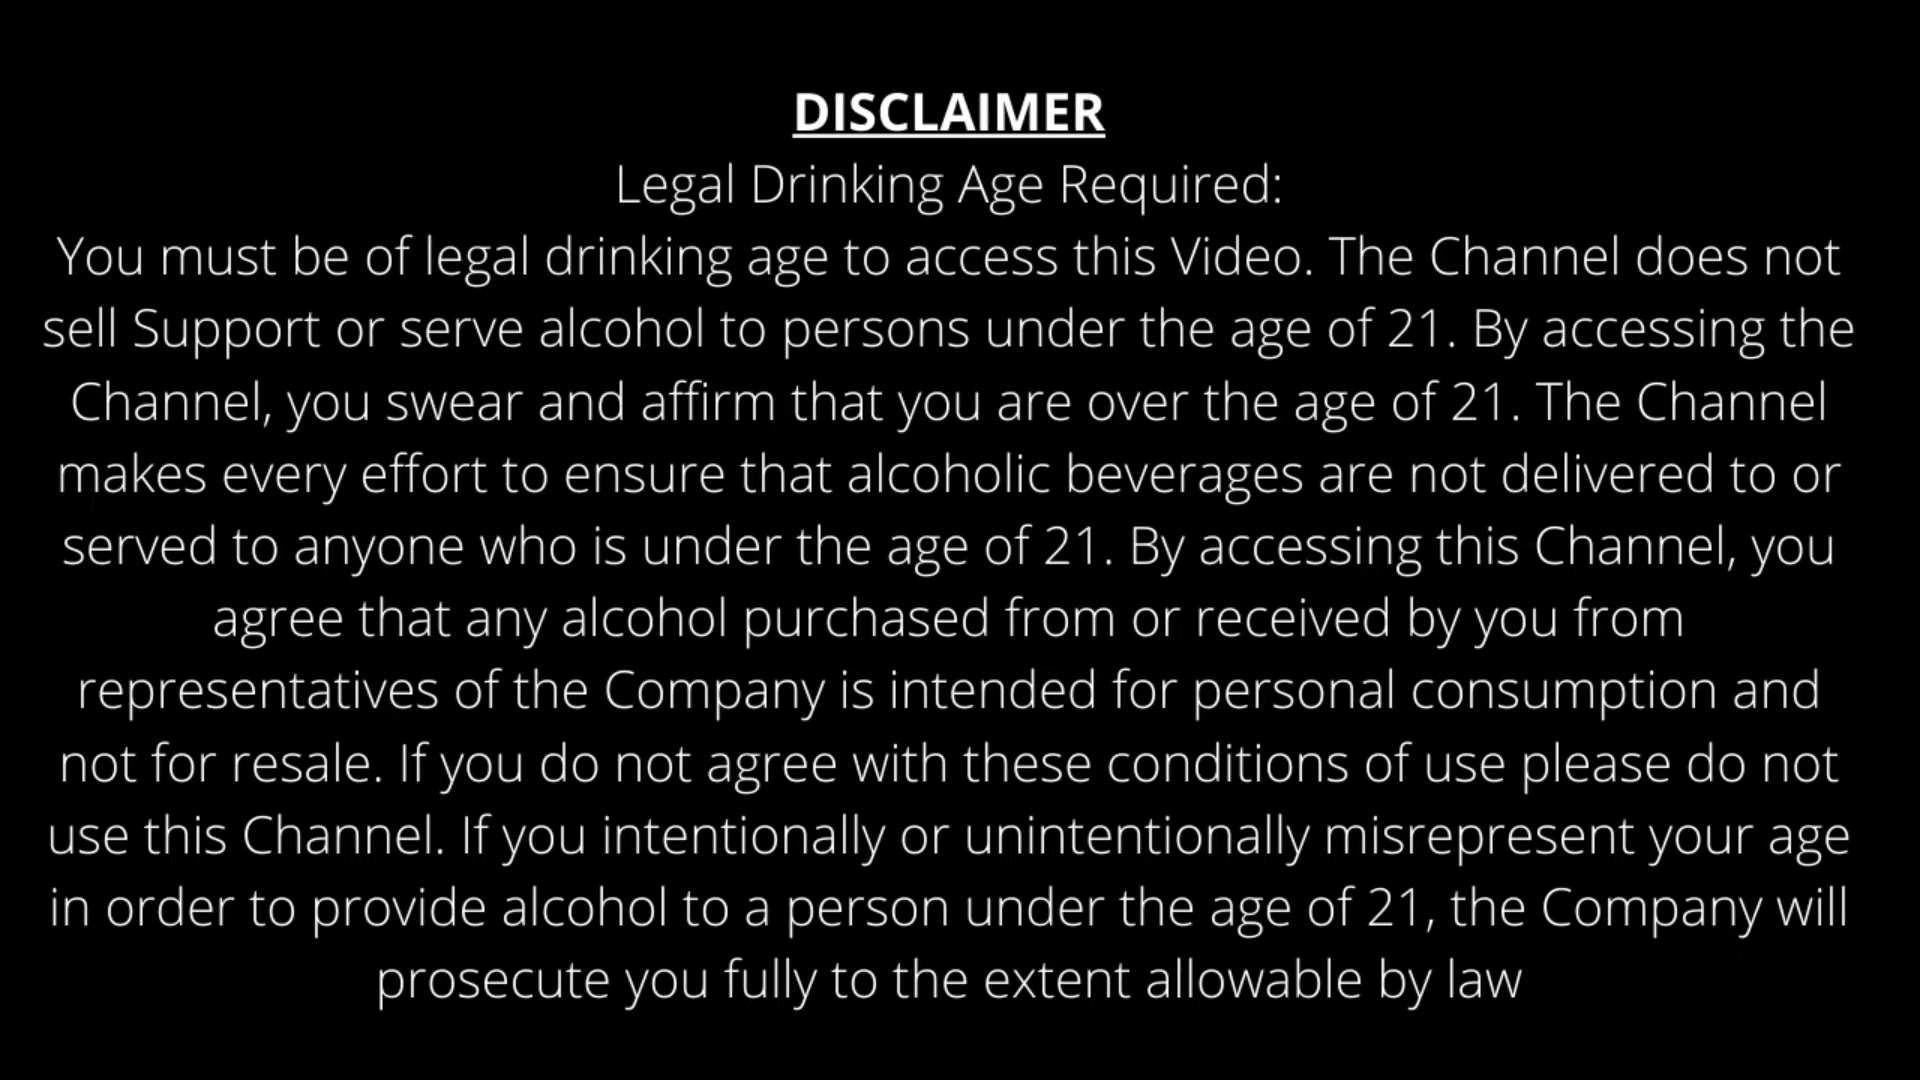 DISCLAIMER
Legal Drinking Age Required:
You must be of legal drinking age to access this Video. The Channel does not
sell Support or serve alcohol to persons under the age of 21. By accessing the
Channel, you swear and affirm that you are over the age of 21. The Channel
makes every effort to ensure that alcoholic beverages are not delivered to or
served to anyone who is under the age of 21. By accessing this Channel, you
agree that any alcohol purchased from or received by you from
representatives of the Company is intended for personal consumption and
not for resale. If you do not agree with these conditions of use please do not
use this Channel. If you intentionally or unintentionally misrepresent your age
in order to provide alcohol to a person under the age of 21, the Company will
prosecute you fully to the extent allowable by law